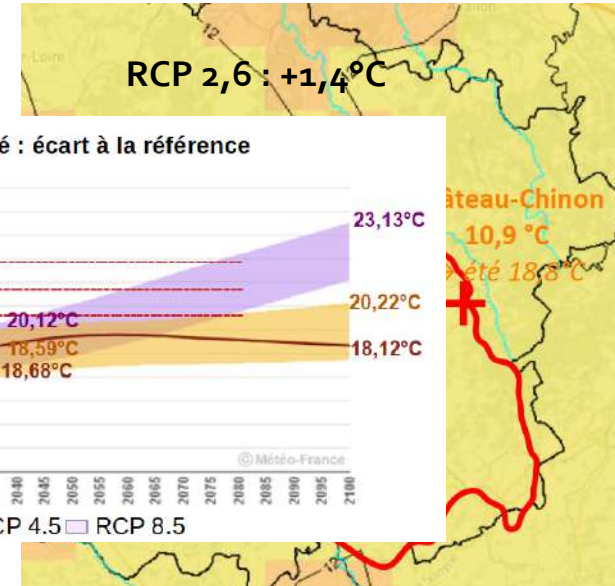 12
RCP 2,6 : +1,4°C
é : écart à la référence
23,13°C
âteau-Chinon
10,9 °C
été 18,8°C
20,12°C
20,22°C
18,59°C
18,12°C
18,68°C
©Météo-France
2040 2045 2050 2055 2060 2065 2070 2075 2080 2085 2090 2095 2100
CP 4.5 RCP 8.5
12